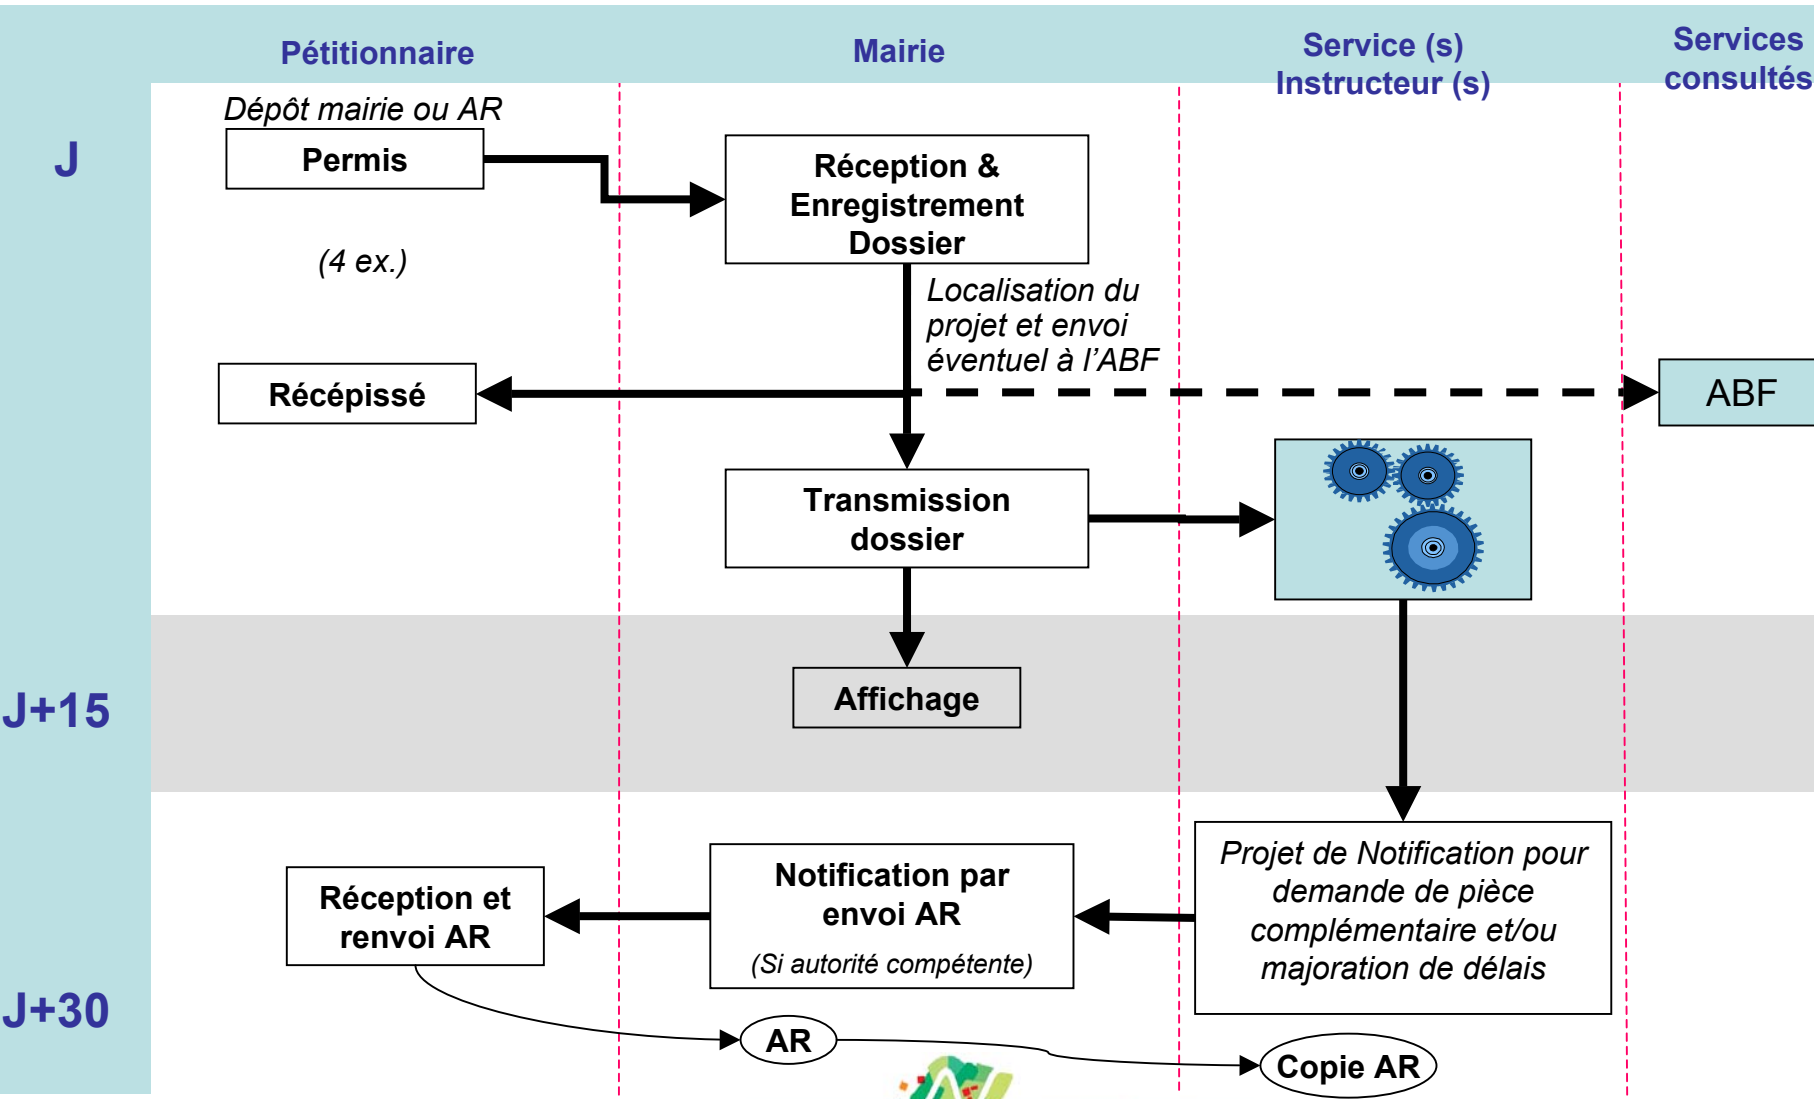 Pétitionnaire
Mairie
Service (s)
Instructeur (s)
Services
consultés
J
Dépôt mairie ou AR
Permis
(4 ex.)
Réception &
Enregistrement
Dossier
Localisation du
projet et envoi
éventuel à l'ABF
Récépissé
ABF
Transmission
dossier
J+15
Affichage
Réception et
renvoi AR
Notification par
envoi AR
(Si autorité compétente)
Projet de Notification pour
demande de pièce
complémentaire et/ou
majoration de délais
J+30
AR
Copie AR